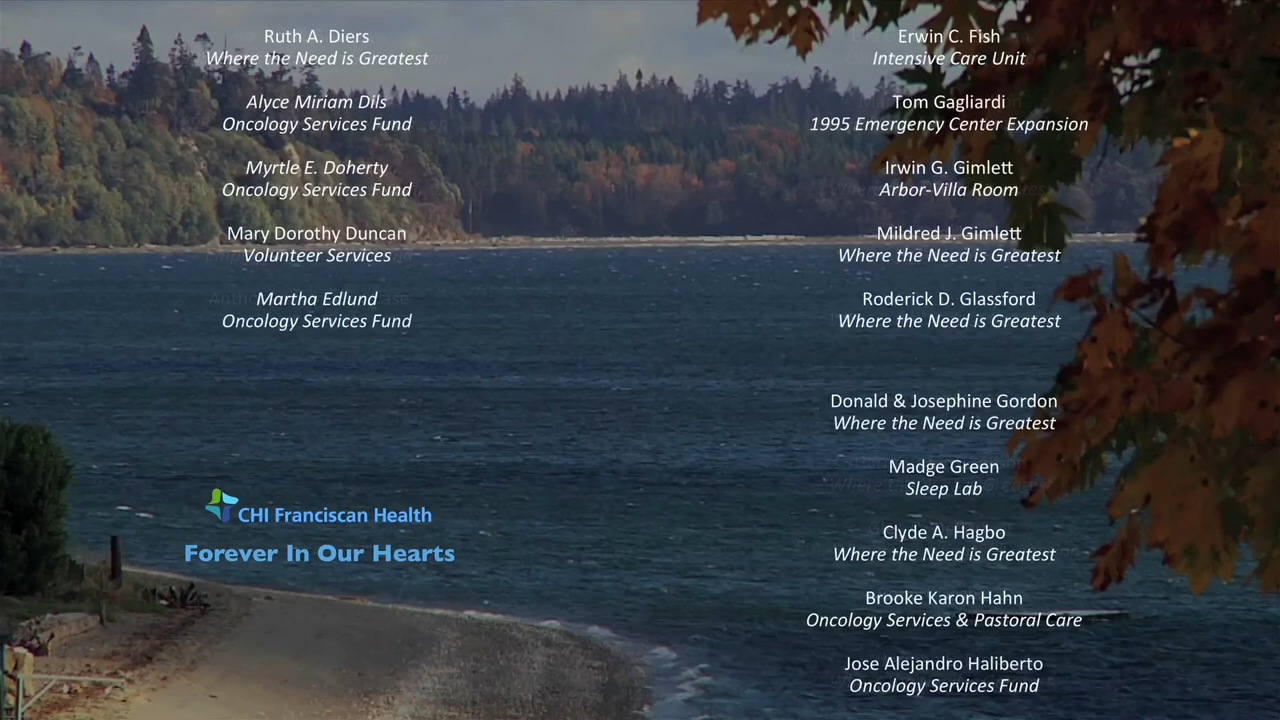 Ruth A. Diers
Where the Need is Greatest
Alyce Miriam Dils
Oncology Services Fund
Myrtle E. Doherty
Oncology Services Fund
Mary Dorothy Duncan
Volunteer Services
Martha Edlund
Oncology Services Fund
CHI Franciscan Health
Forever In Our Hearts
Erwin C. Fish
Intensive Care Unit
Tom Gagliardi
1995 Emergency Center Expansion
Irwin G. Gimlett
Arbor-Villa Room
Mildred J. Gimlett
Where the Need is Greatest
Roderick D. Glassford
Where the Need is Greatest
Donald & Josephine Gordon
Where the Need is Greatest
Madge Green
Sleep Lab
Clyde A. Hagbo
Where the Need is Greatest
Brooke Karon Hahn
Oncology Services & Pastoral Care
Jose Alejandro Haliberto
Oncology Services Fund